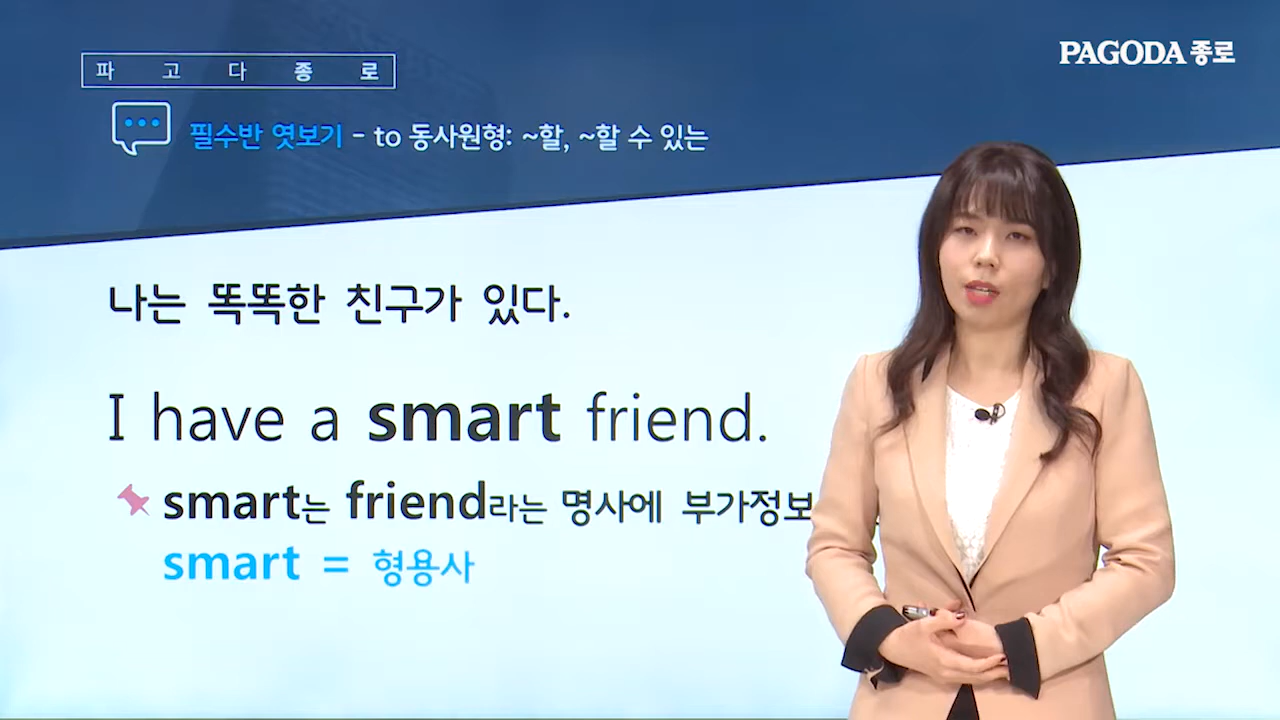 파고다종로
PAGODA 종로
필수반 엿보기 - to 동사원형: ~할, ~할 수 있는
나는 똑똑한 친구가 있다.
I have a smart friend.
smart는 friend라는 명사에 부가정보
smart = 형용사